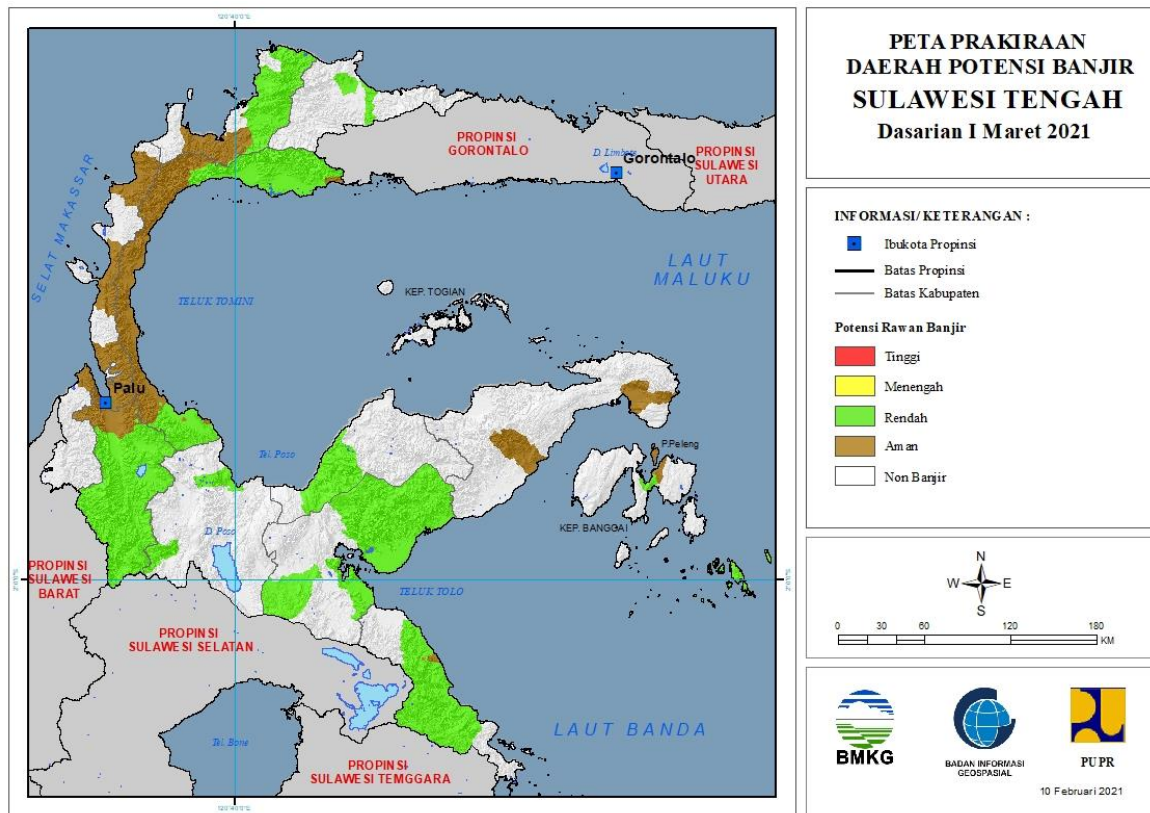 120°40'0"E
PROPINSI
GORONTALO
D. Limboto
Gorontalo
PROPINSI
SULAWESI
UTARA
SELAT MAKASSAR
LAUT
MALUKU
TELUK TOMINI
KEP. TOGIAN
Palu
Tel. Poso
P.Peleng
D. Poso
KEP. BANGGAI
PROPINSI
SULAWESI
BARAT
TELUK TOLO
PROPINSI
SULAWESI SELATAN
LAUT BANDA
Tel. Bone
PROPINSI
SULAWESI TEMGGARA
PETA PRAKIRAAN
DAERAH POTENSI BANJIR
SULAWESI TENGAH
Dasarian I Maret 2021
INFORMASI/ KETERANGAN :
Ibukota Propinsi
Batas Propinsi
Batas Kabupaten
Potensi Rawan Banjir
Tinggi
Menengah
Rendah
Aman
Non Banjir
N
W E
S
0 30 60 120 180
KM
BMKG
BADAN INFORMASI
GEOSPASIAL
PUPR
10 Februari 2021